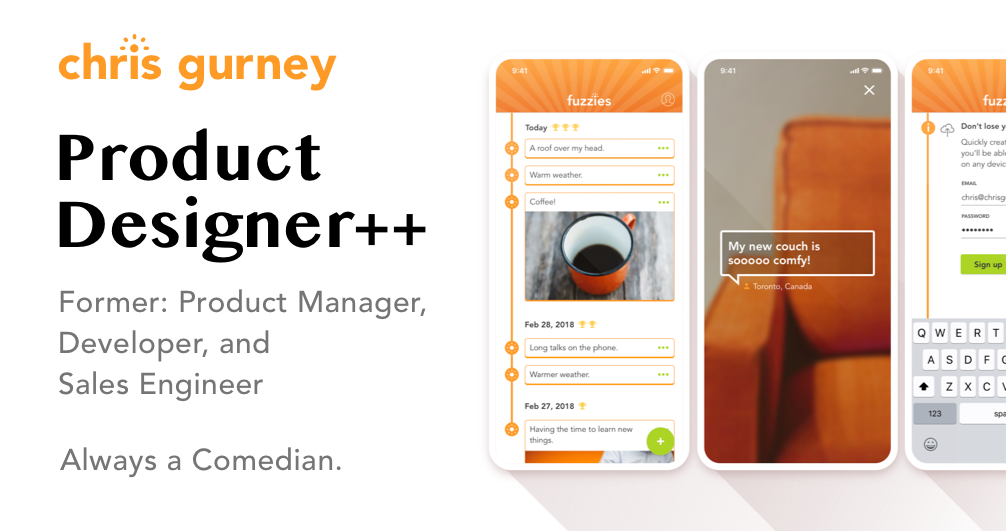 chris gurney
Product
Designer++
Former: Product Manager,
Developer, and
Sales Engineer
Always a Comedian.
9:41
fuzzies
Today
A roof over my head.
Warm weather.
Coffee!
Feb 28, 2018
Long talks on the phone.
Warmer weather.
Feb 27, 2018
Having the time to learn new
things.
+
9:41
My new couch is
sooooo comfy!
Toronto, Canada
9:41
fuz
Don't lose y
Quickly creat
you'll be able
on any devic
EMAIL
chris@chrisg
PASSWORD
Sign up
Q W E R T
A S D F
Z X C
123
spa